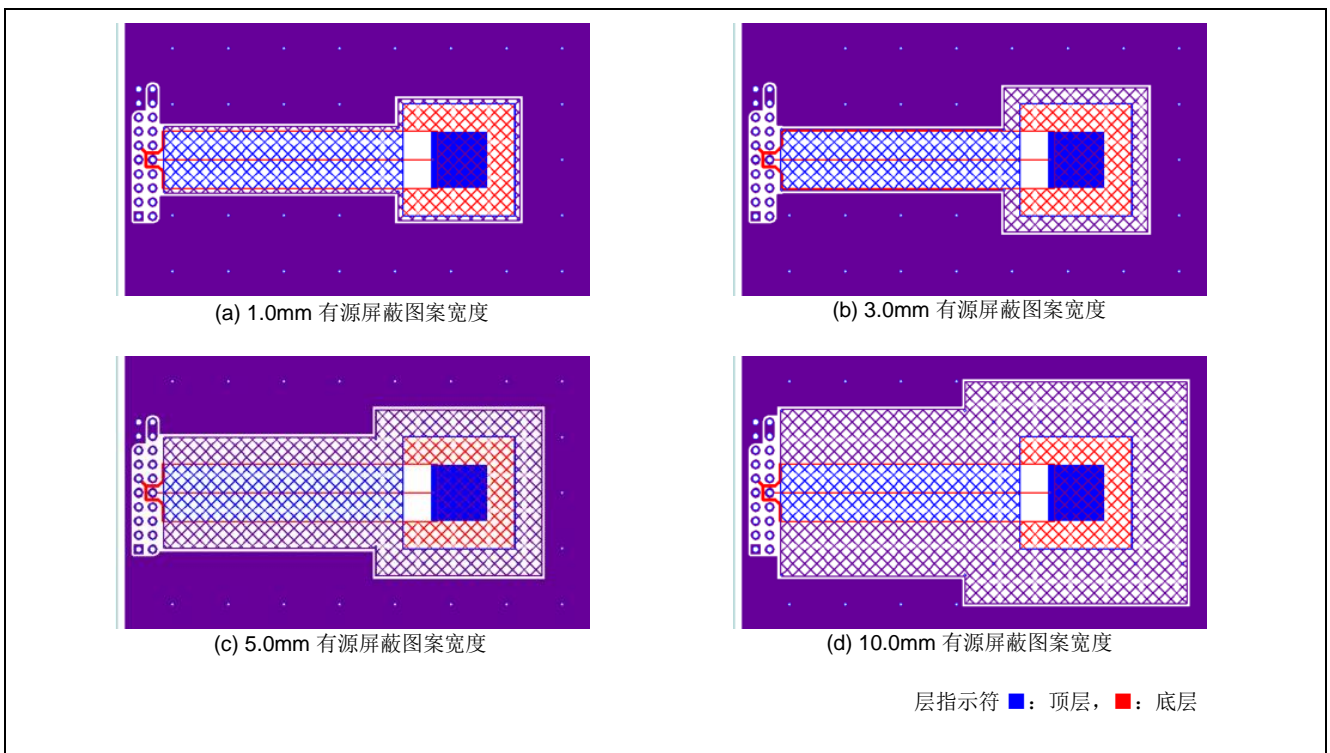 (a) 1.0mm 有源屏蔽图案宽度
(b) 3.0mm 有源屏蔽图案宽度
(c) 5.0mm 有源屏蔽图案宽度
(d) 10.0mm 有源屏蔽图案宽度
层指示符 ■：顶层，■：底层